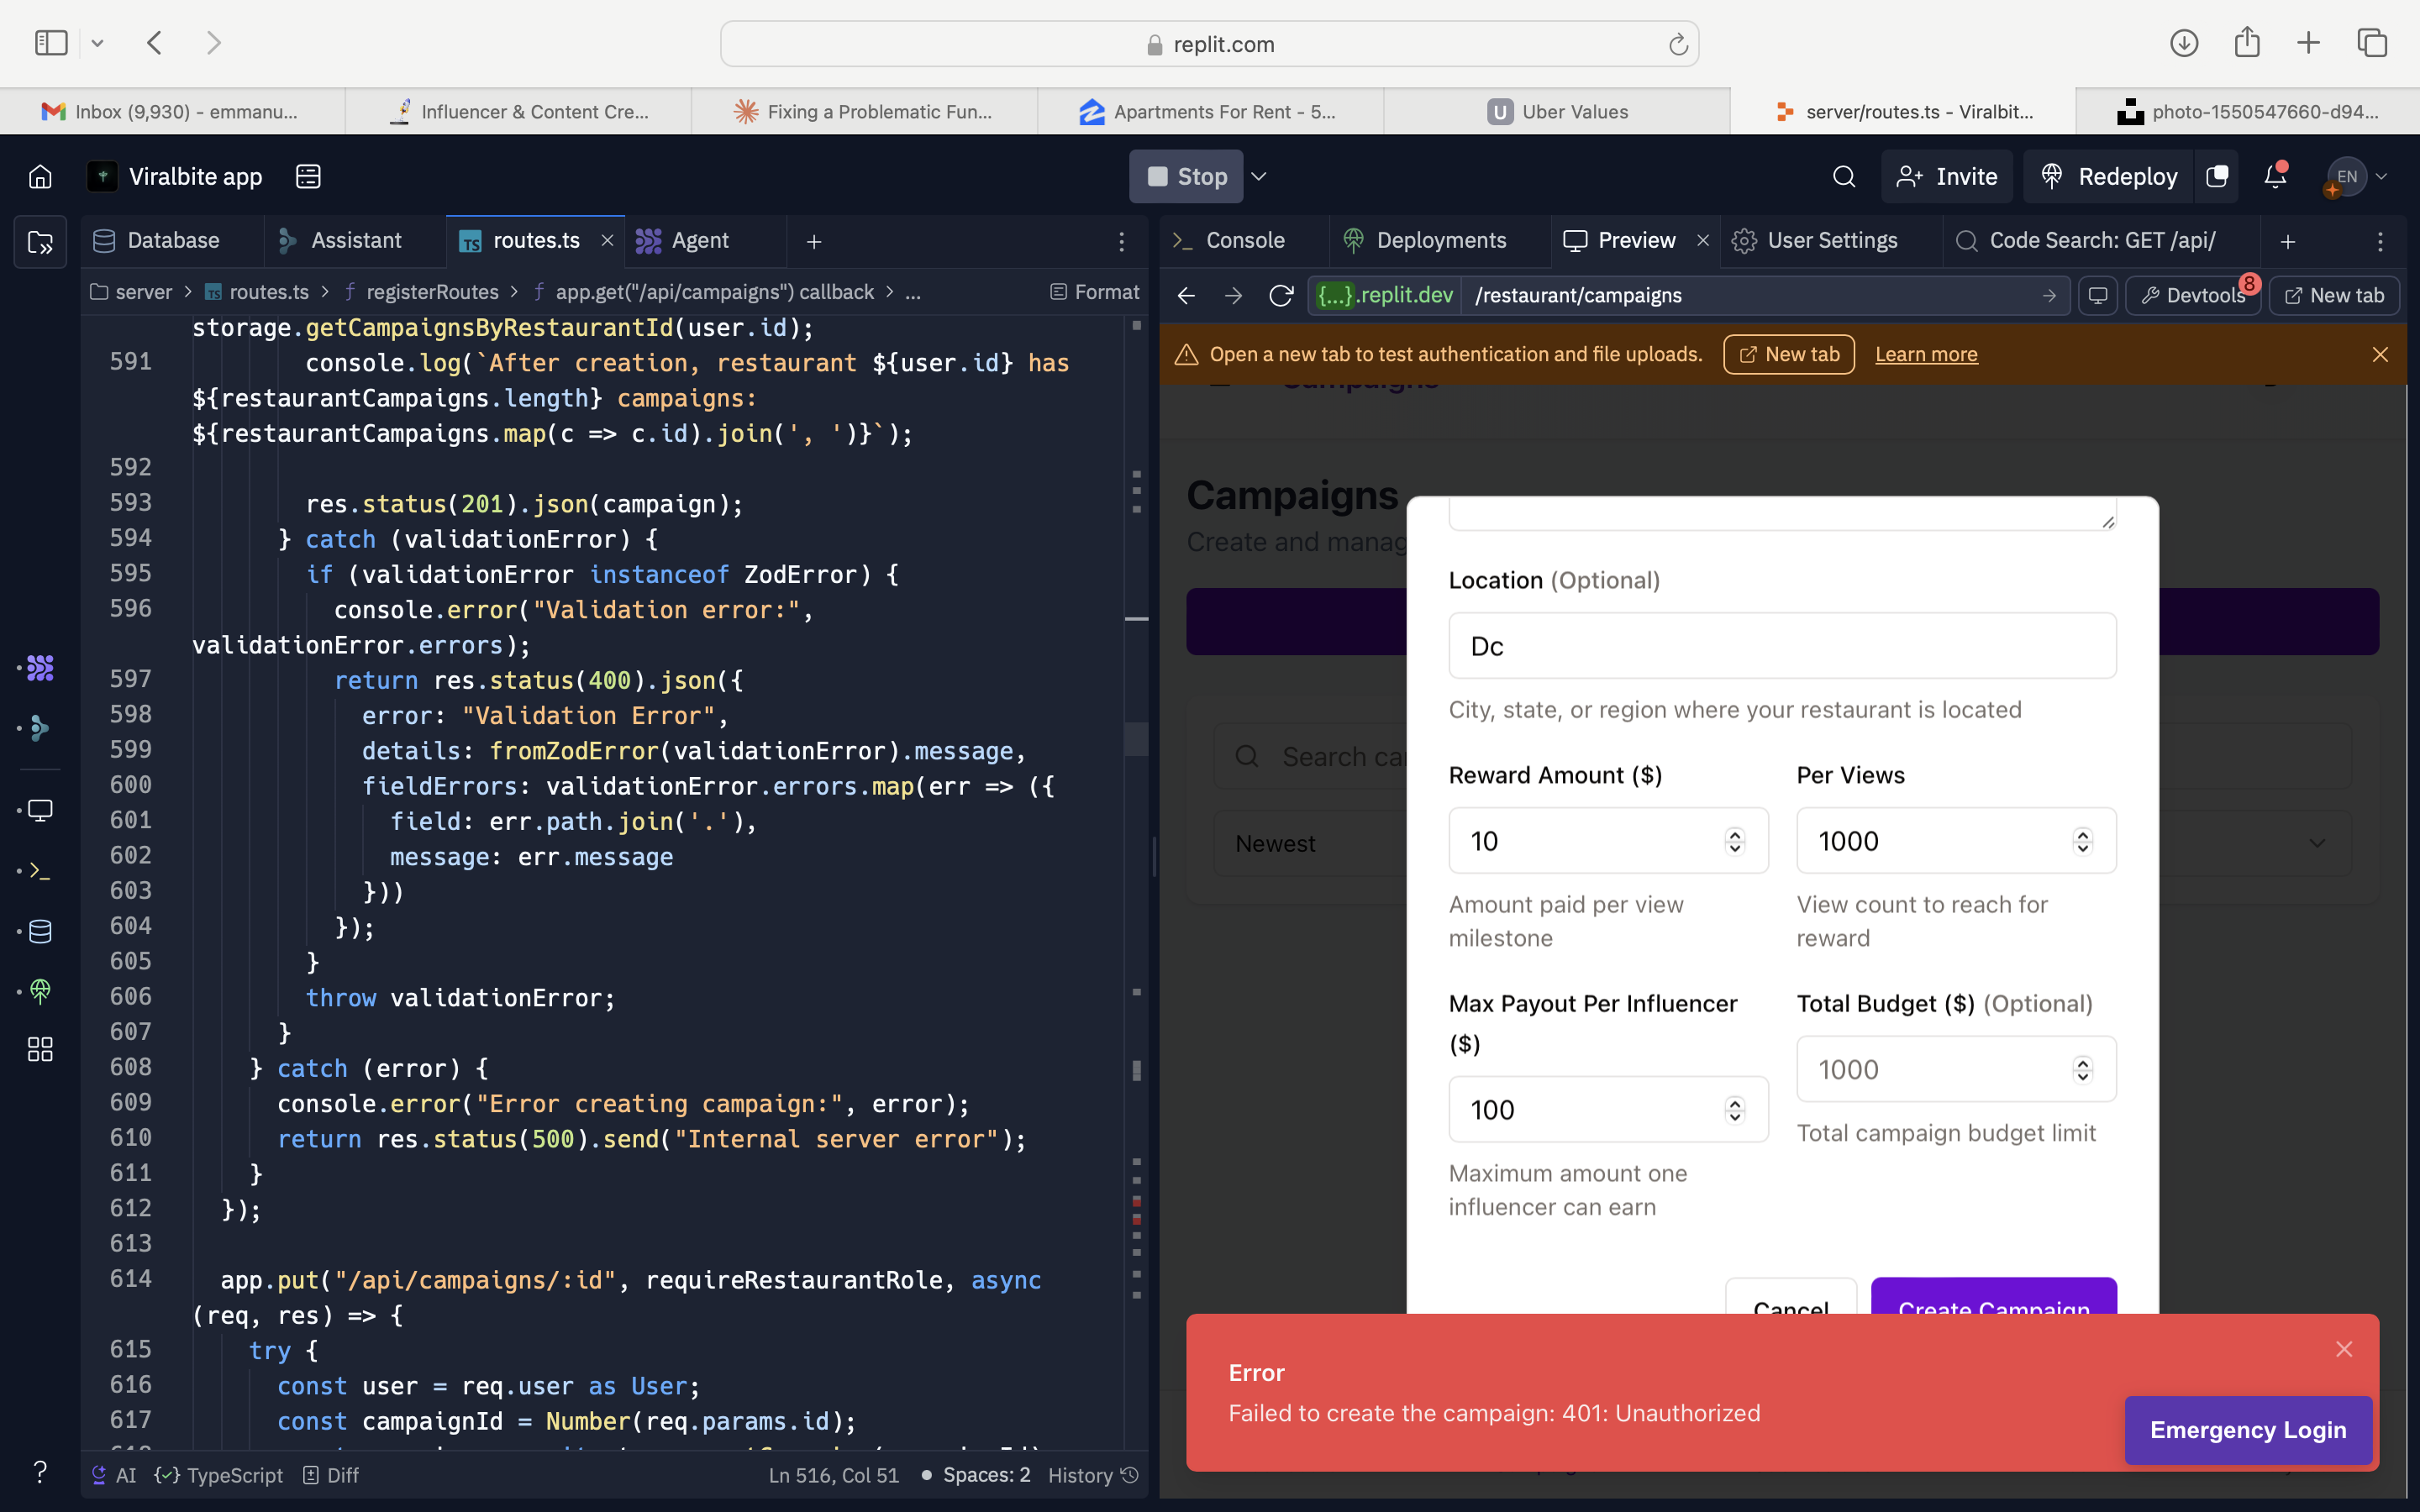 replit.com
Inbox (9,930) - emmanu...
Influencer & Content Cre...
Fixing a Problematic Fun...
Apartments For Rent - 5...
U Uber Values
server/routes.ts - Viralbit...
photo-1550547660-d94...
Viralbite app
Stop
Invite
Redeploy
EN
Database
Assistant
TS routes.ts
Agent
Console
Deployments
Preview
User Settings
Code Search: GET /api/
server > TS routes.ts > f registerRoutes > f app.get("/api/campaigns") callback > ...
Format
{...}.replit.dev /restaurant/campaigns
Devtools 8
New tab
Open a new tab to test authentication and file uploads.
New tab
Learn more
storage.getCampaignsByRestaurantId(user.id);
591 console.log(`After creation, restaurant ${user.id} has
${restaurantCampaigns.length} campaigns:
${restaurantCampaigns.map(c => c.id).join(', ')}`);
592
593 res.status(201).json(campaign);
594 } catch (validationError) {
595 if (validationError instanceof ZodError) {
596 console.error("Validation error:",
validationError.errors);
597 return res.status(400).json({
598 error: "Validation Error",
599 details: fromZodError(validationError).message,
600 fieldErrors: validationError.errors.map(err => ({
601 field: err.path.join('.'),
602 message: err.message
603 }))
604 });
605 }
606 throw validationError;
607 }
608 } catch (error) {
609 console.error("Error creating campaign:", error);
610 return res.status(500).send("Internal server error");
611 }
612 });
613
614 app.put("/api/campaigns/:id", requireRestaurantRole, async
(req, res) => {
615 try {
616 const user = req.user as User;
617 const campaignId = Number(req.params.id);
AI
TypeScript
Diff
Ln 516, Col 51
Spaces: 2
History
Campaigns
Campaigns
Create and manag
Search ca
Newest
Location (Optional)
Dc
City, state, or region where your restaurant is located
Reward Amount ($)
Per Views
10
1000
Amount paid per view
milestone
View count to reach for
reward
Max Payout Per Influencer
($)
Total Budget ($) (Optional)
100
1000
Total campaign budget limit
Maximum amount one
influencer can earn
Cancel
Create Campaign
Error
Failed to create the campaign: 401: Unauthorized
Emergency Login